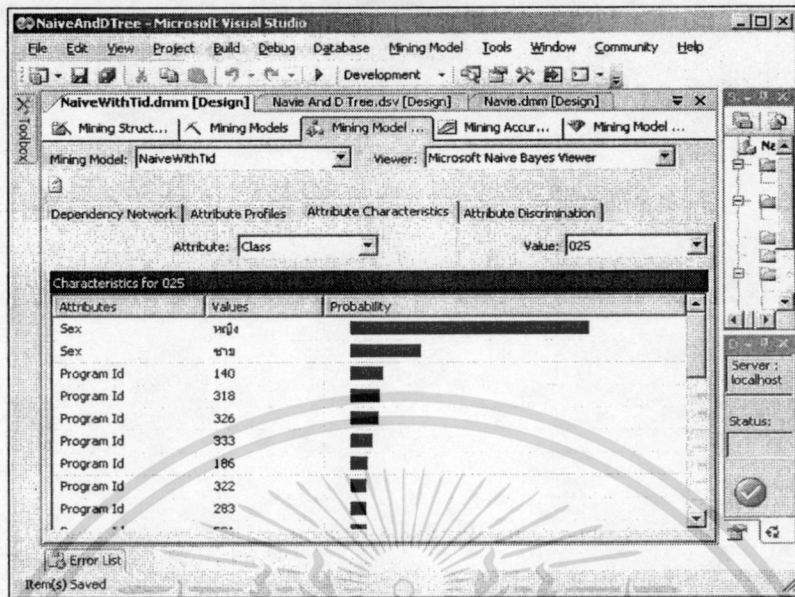 NaiveAndDTree - Microsoft Visual Studio
File Edit View Project Build Debug Database Mining Model Tools Window Community Help
Development
Toolbox
NaiveWithTid.dmm [Design] Navie And D Tree.dsv [Design] Navie.dmm [Design]
Mining Struct... Mining Models Mining Model ... Mining Accur... Mining Model ...
Mining Model: NaiveWithTid Viewer: Microsoft Naive Bayes Viewer
Dependency Network Attribute Profiles Attribute Characteristics Attribute Discrimination
Attribute: Class Value: 025
Characteristics for 025
Attributes Values Probability
Sex หญิง
Sex ชาย
Program Id 140
Program Id 318
Program Id 326
Program Id 333
Program Id 186
Program Id 322
Program Id 283
Server :
localhost
Status:
Error List
Item(s) Saved